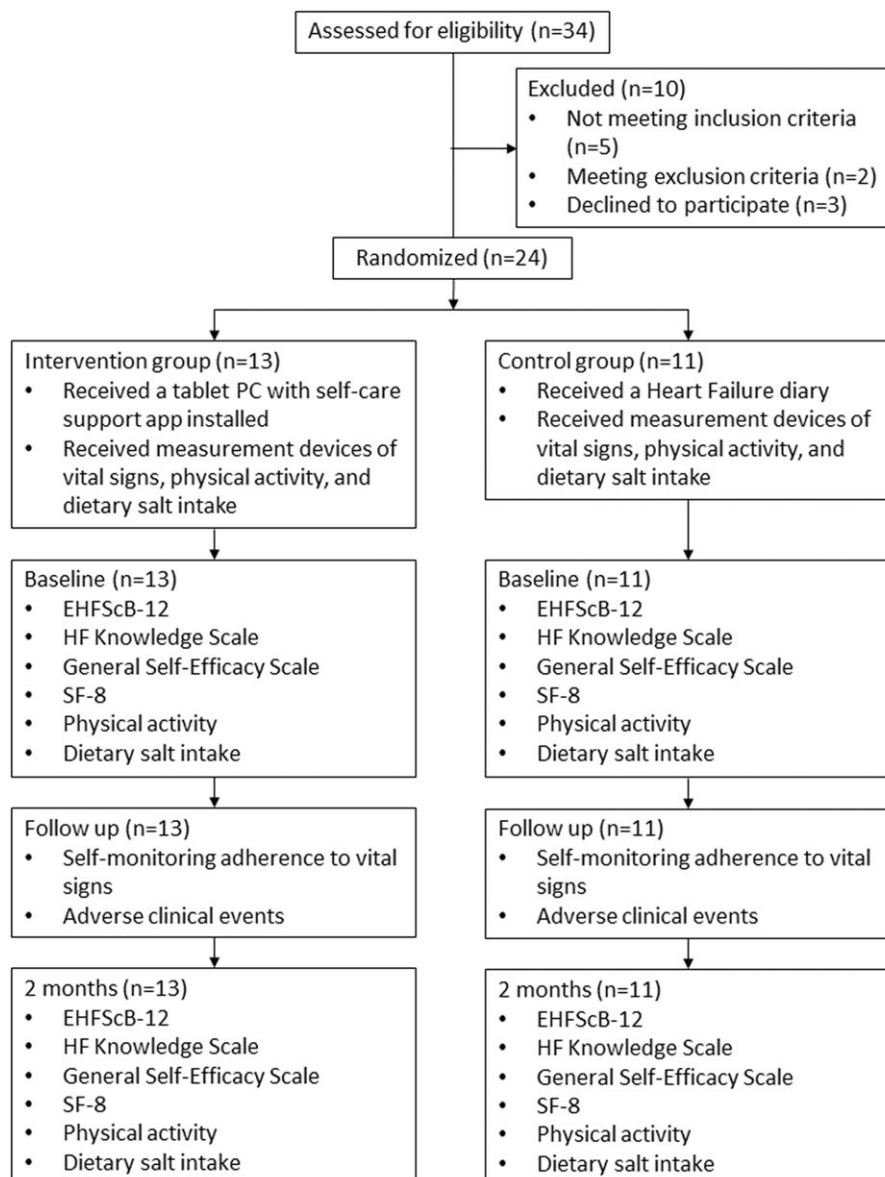 Assessed for eligibility (n=34)
Excluded (n=10)
• Not meeting inclusion criteria
(n=5)
• Meeting exclusion criteria (n=2)
• Declined to participate (n=3)
Randomized (n=24)
Intervention group (n=13)
• Received a tablet PC with self-care
support app installed
• Received measurement devices of
vital signs, physical activity, and
dietary salt intake
Control group (n=11)
• Received a Heart Failure diary
• Received measurement devices of
vital signs, physical activity, and
dietary salt intake
Baseline (n=13)
• EHFScB-12
• HF Knowledge Scale
• General Self-Efficacy Scale
• SF-8
• Physical activity
• Dietary salt intake
Baseline (n=11)
• EHFScB-12
• HF Knowledge Scale
• General Self-Efficacy Scale
• SF-8
• Physical activity
• Dietary salt intake
Follow up (n=13)
• Self-monitoring adherence to vital
signs
• Adverse clinical events
Follow up (n=11)
• Self-monitoring adherence to vital
signs
• Adverse clinical events
2 months (n=13)
• EHFScB-12
• HF Knowledge Scale
• General Self-Efficacy Scale
• SF-8
• Physical activity
• Dietary salt intake
2 months (n=11)
• EHFScB-12
• HF Knowledge Scale
• General Self-Efficacy Scale
• SF-8
• Physical activity
• Dietary salt intake